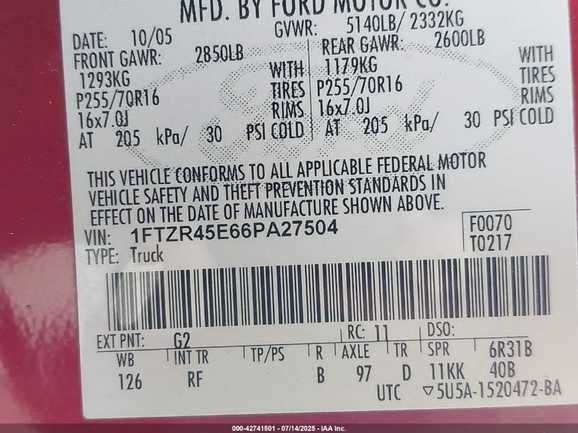 MFD. BY FORD MOTOR CO.
DATE: 10/05 GVWR: 5140LB/ 2332KG
FRONT GAWR: 2850LB REAR GAWR: 2600LB
1293KG WITH 1179KG WITH
P255/70R16 TIRES P255/70R16 TIRES
16x7.0J RIMS 16x7.0J RIMS
AT 205 kPa/ 30 PSI COLD AT 205 kPa/ 30 PSI COLD
THIS VEHICLE CONFORMS TO ALL APPLICABLE FEDERAL MOTOR
VEHICLE SAFETY AND THEFT PREVENTION STANDARDS IN
EFFECT ON THE DATE OF MANUFACTURE SHOWN ABOVE.
VIN: 1FTZR45E66PA27504 F0070
TYPE: Truck T0217
EXT PNT: G2 RC: 11 DSO:
WB INT TR TP/PS R AXLE TR SPR 6R31B
126 RF B 97 D 11KK 40B
UTC ▽5U5A-1520472-BA
000-42741501 - 07/14/2025 - IAA Inc.